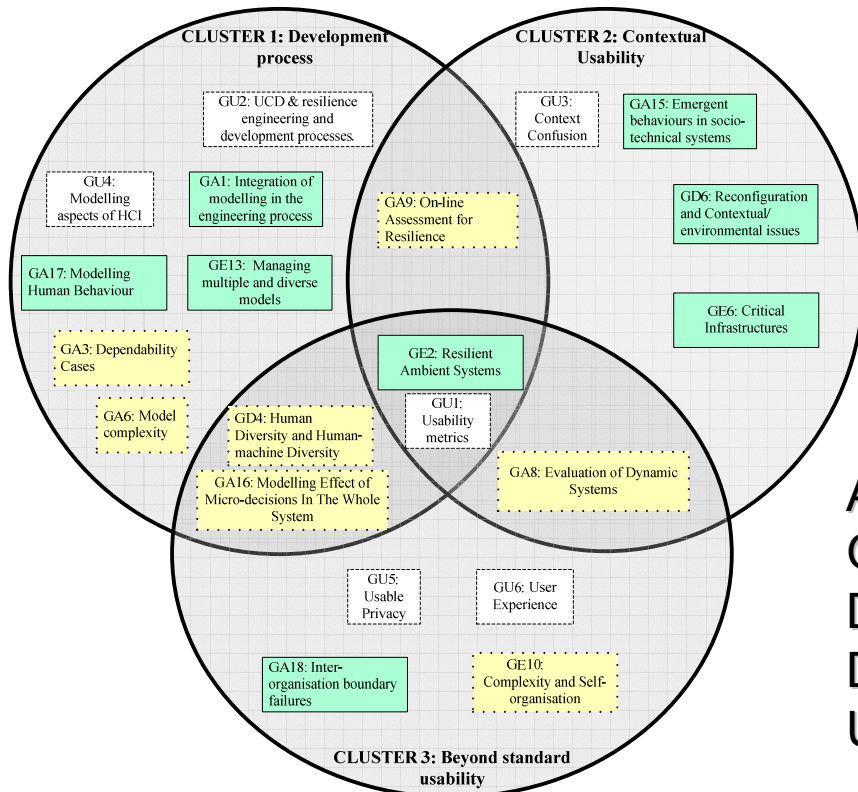 CLUSTER 1: Development
process
CLUSTER 2: Contextual
Usability
GU2: UCD & resilience
engineering and
development processes.
GU3:
Context
Confusion
GA15: Emergent
behaviours in socio-
technical systems
GU4:
Modelling
aspects of HCI
GA1: Integration of
modelling in the
engineering process
GA9: On-line
Assessment for
Resilience
GD6: Reconfiguration
and Contextual/
environmental issues
GA17: Modelling
Human Behaviour
GE13: Managing
multiple and diverse
models
GE6: Critical
Infrastructures
GA3: Dependability
Cases
GE2: Resilient
Ambient Systems
GA6: Model
complexity
GD4: Human
Diversity and Human-
machine Diversity
GU1:
Usability
metrics
GA16: Modelling Effect of
Micro-decisions In The Whole
System
GA8: Evaluation of Dynamic
Systems
GU5:
Usable
Privacy
GU6: User
Experience
GA18: Inter-
organisation boundary
failures
GE10:
Complexity and Self-
organisation
CLUSTER 3: Beyond standard
usability